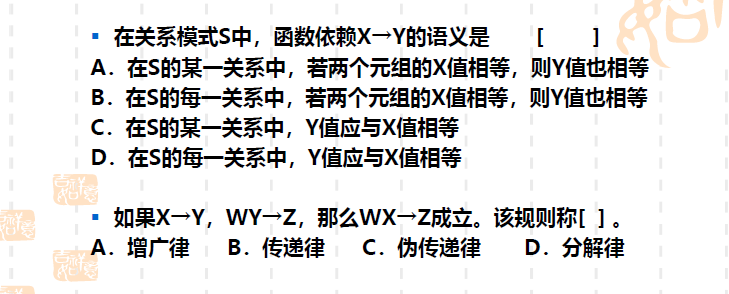 ▪ 在关系模式S中，函数依赖X→Y的语义是 [ ]
A．在S的某一关系中，若两个元组的X值相等，则Y值也相等
B．在S的每一关系中，若两个元组的X值相等，则Y值也相等
C．在S的某一关系中，Y值应与X值相等
D．在S的每一关系中，Y值应与X值相等
▪ 如果X→Y，WY→Z，那么WX→Z成立。该规则称[ ] 。
A．增广律 B．传递律 C．伪传递律 D．分解律